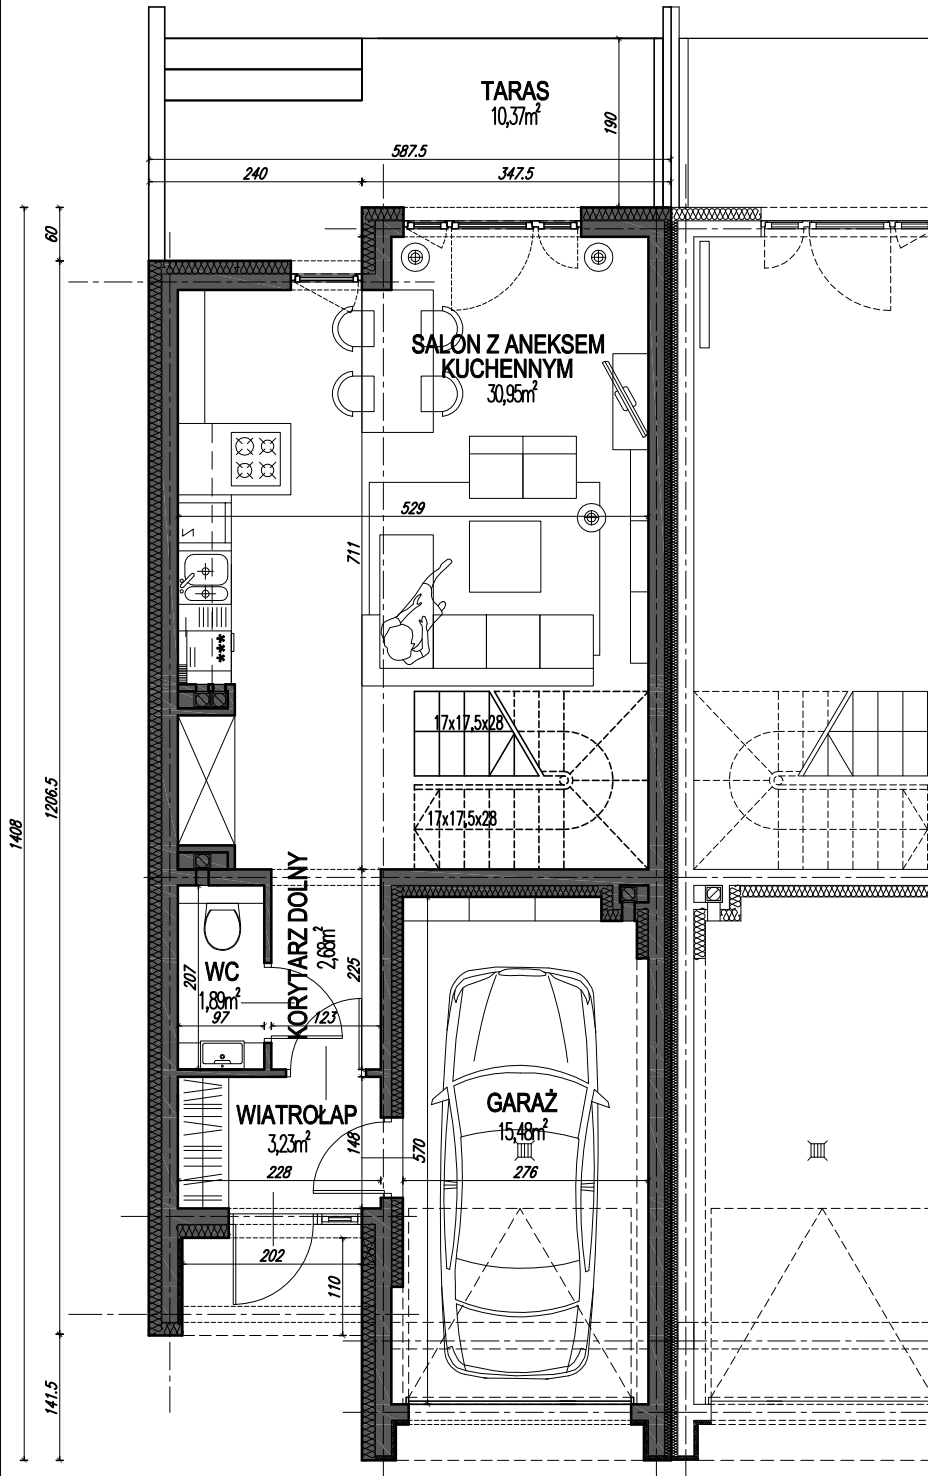 TARAS
10,37m²
190
587.5
240
347.5
60
SALON Z ANEKSEM
KUCHENNYM
30,95m²
529
711
***
17x17,5x28
17x17,5x28
1206.5
1408
KORYTARZ DOLNY
2,68m²
225
WC
1,89m²
207
97
123
WIATROŁAP
3,23m²
148
228
GARAŻ
15,48m²
570
276
202
110
141.5